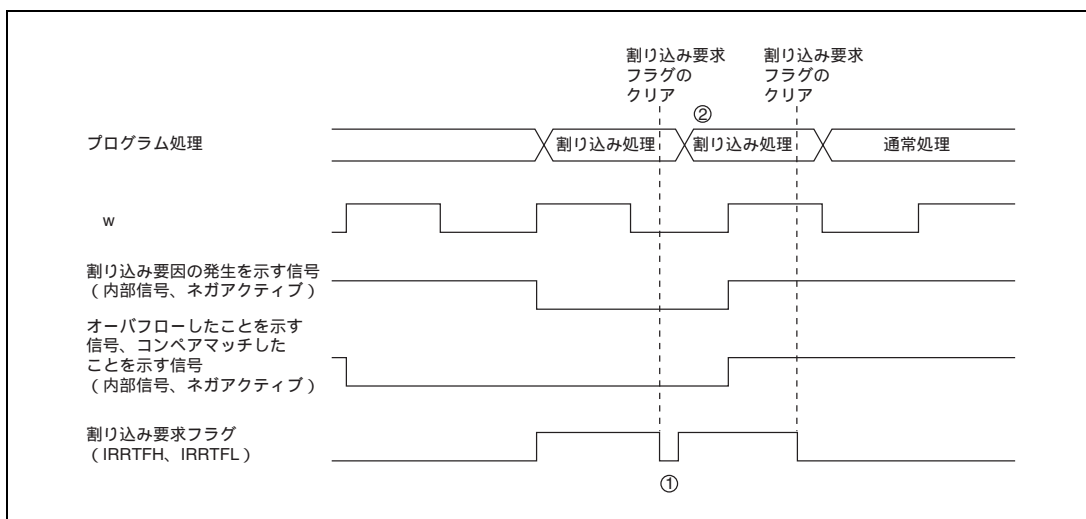 割り込み要求
フラグの
クリア
割り込み要求
フラグの
クリア
②
プログラム処理
割り込み処理
割り込み処理
通常処理
w
割り込み要因の発生を示す信号
(内部信号、ネガアクティブ)
オーバフローしたことを示す
信号、コンペアマッチした
ことを示す信号
(内部信号、ネガアクティブ)
割り込み要求フラグ
(IRRTFH、IRRTFL)
①